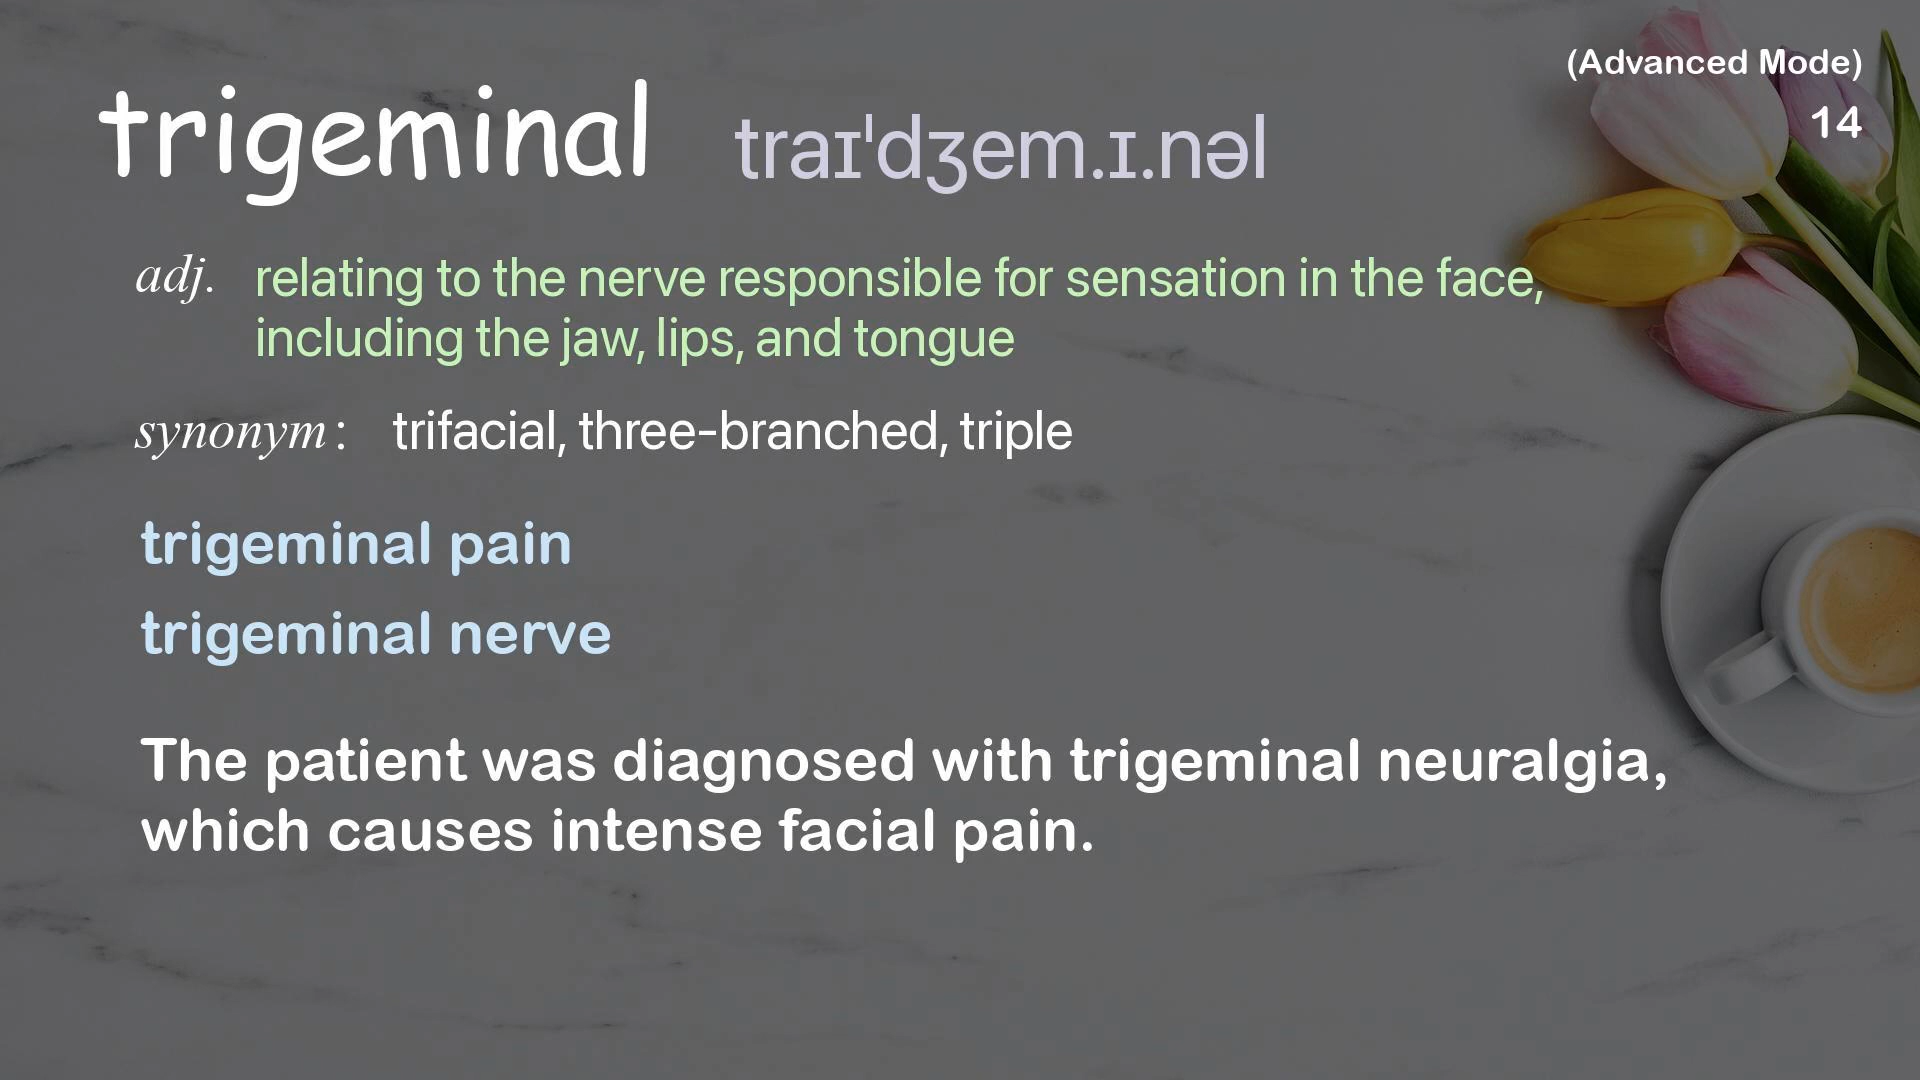 (Advanced Mode)
14
trigeminal traɪˈdʒem.ɪ.nəl
adj. relating to the nerve responsible for sensation in the face,
including the jaw, lips, and tongue
synonym: trifacial, three-branched, triple
trigeminal pain
trigeminal nerve
The patient was diagnosed with trigeminal neuralgia,
which causes intense facial pain.